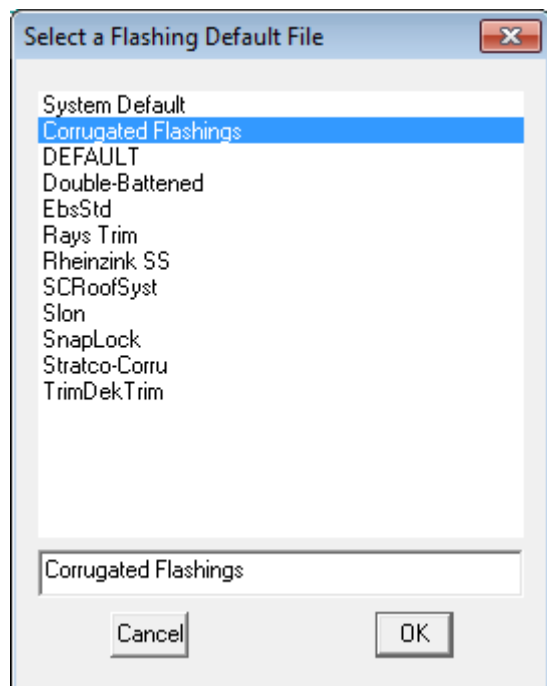 Select a Flashing Default File
System Default
Corrugated Flashings
DEFAULT
Double-Battened
EbsStd
Rays Trim
Rheinzink SS
SCRoofSyst
Slon
SnapLock
Stratco-Corru
TrimDekTrim
Corrugated Flashings
Cancel OK